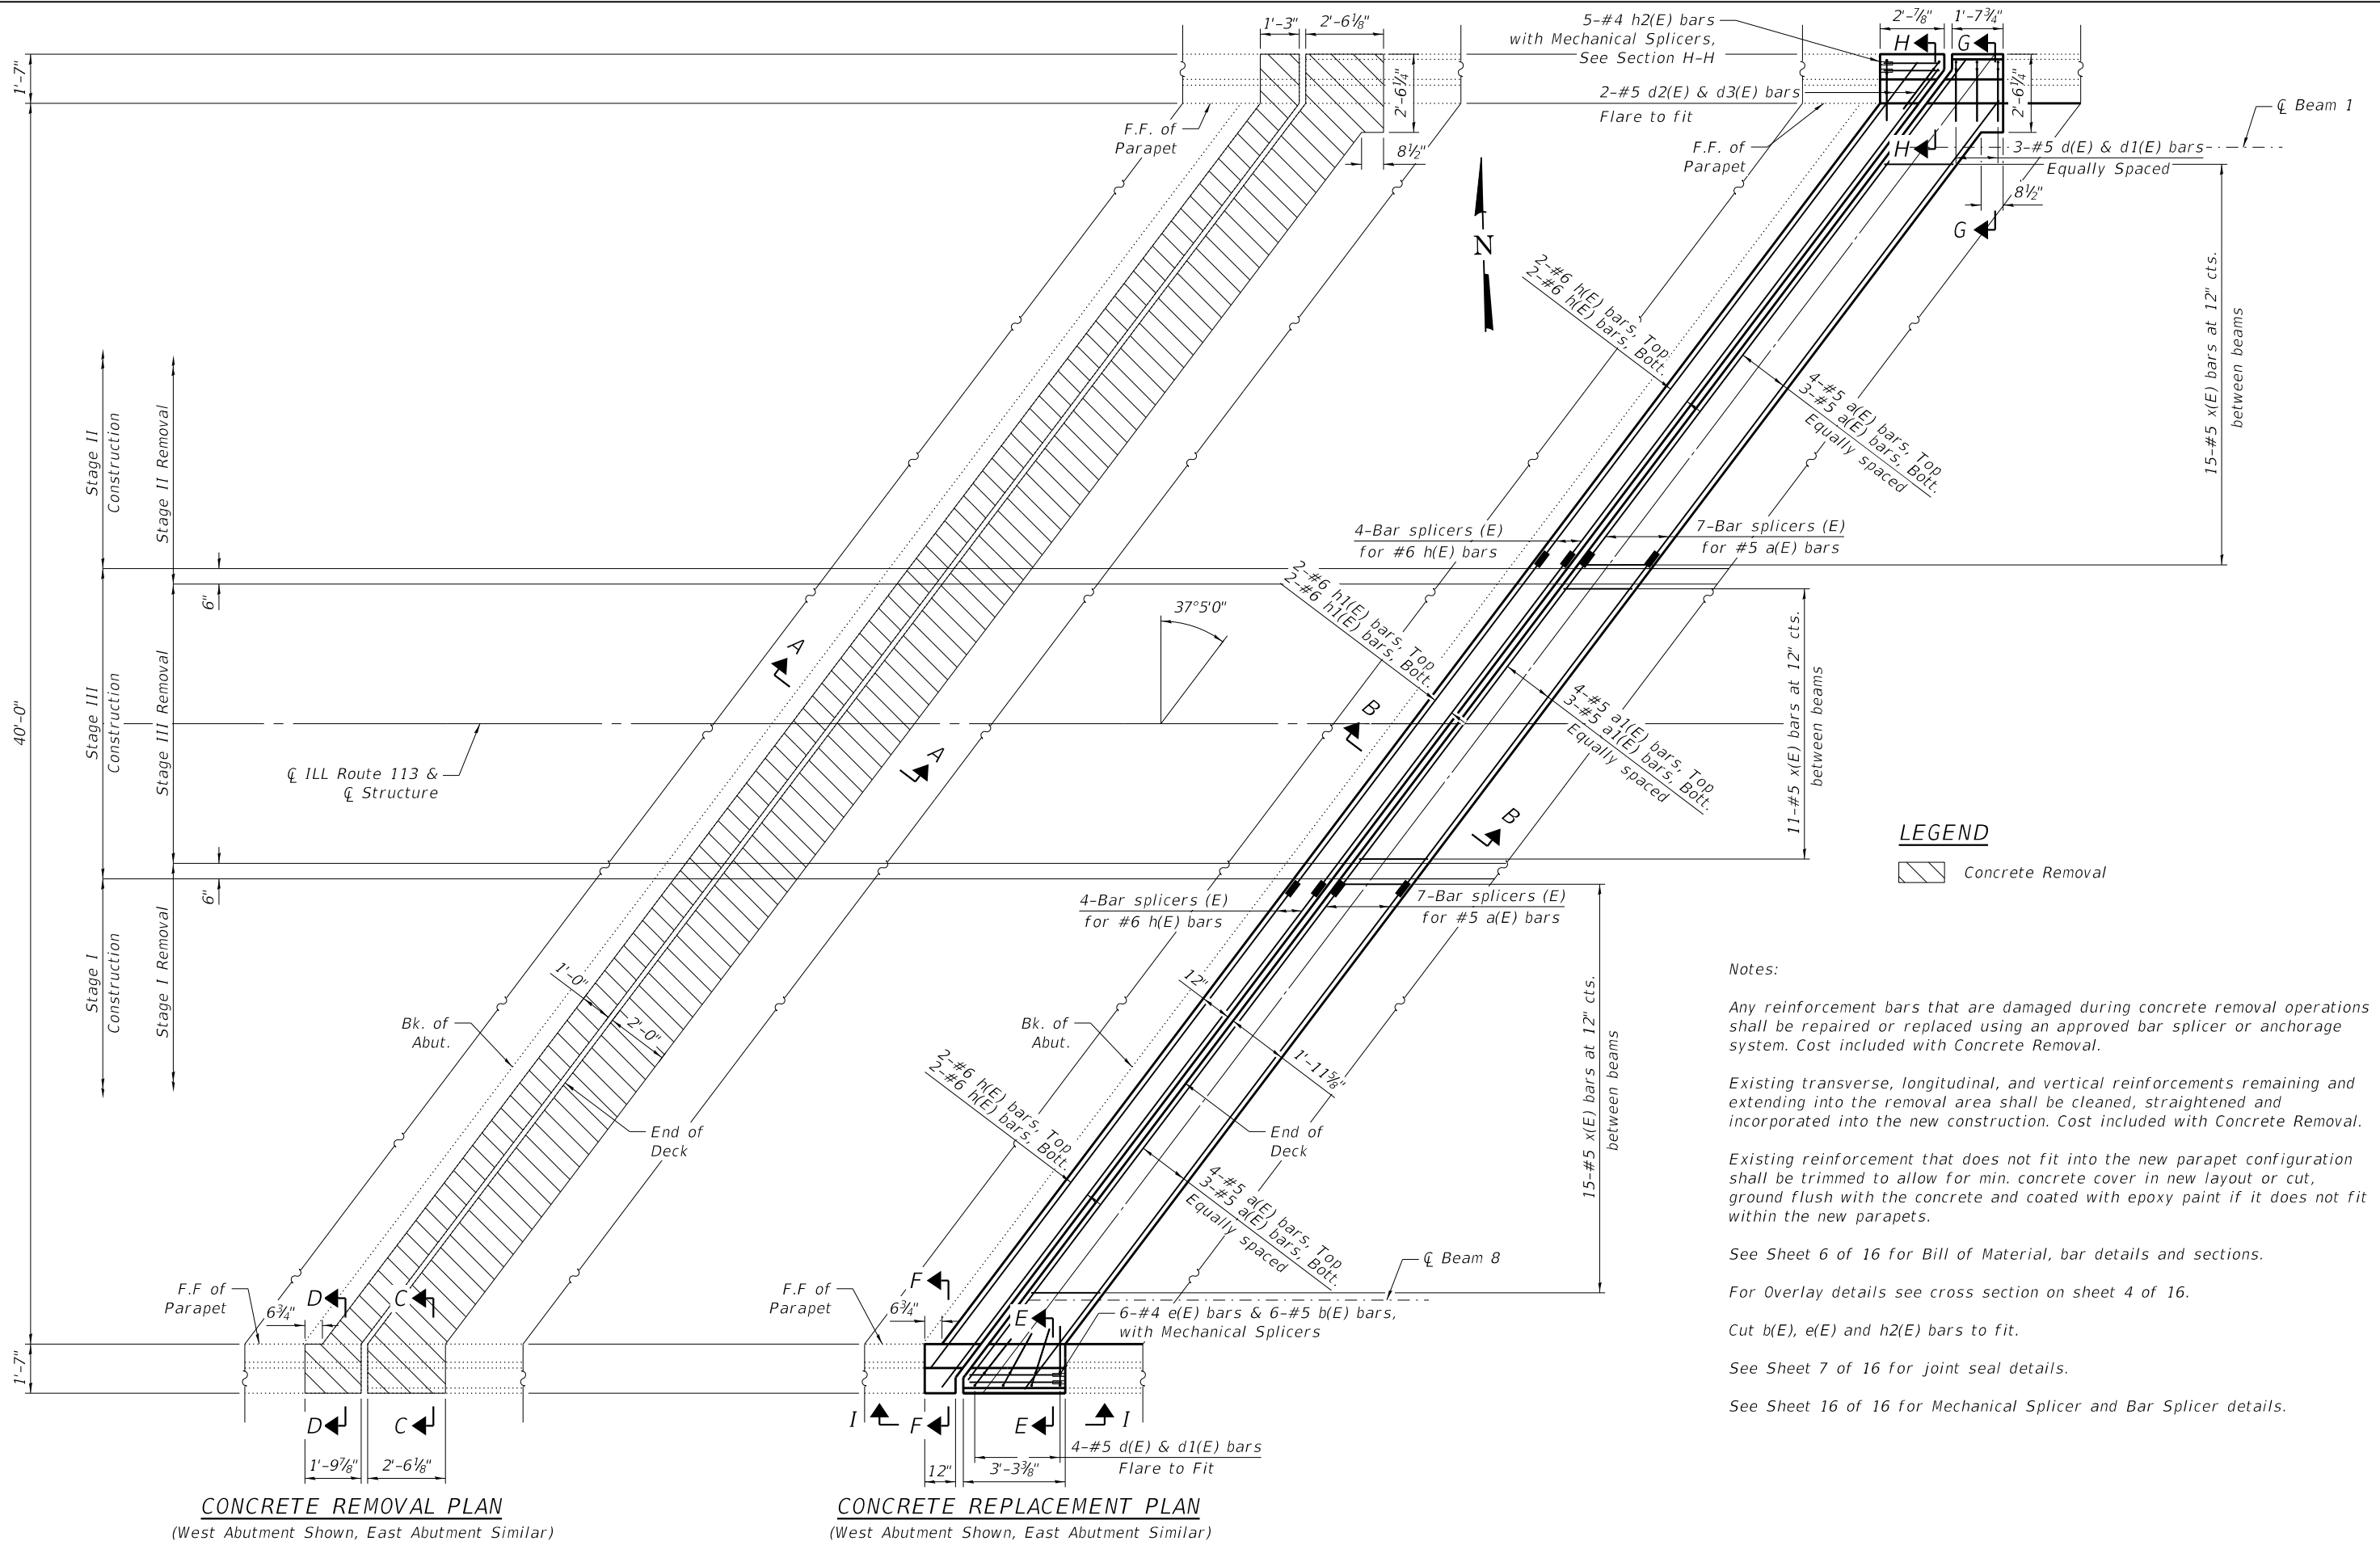 1'-3"
2'-6⅛"
1'-7"
2'-6¼"
8½"
F.F. of
Parapet
5-#4 h2(E) bars
with Mechanical Splicers,
See Section H-H
2'-⅞"
1'-7¾"
H
G
2'-6¼"
2-#5 d2(E) & d3(E) bars
Flare to fit
F.F. of
Parapet
H
℄ Beam 1
3-#5 d(E) & d1(E) bars
Equally Spaced
8½"
G
N
2-#6 h(E) bars, Top
2-#6 h(E) bars, Bott.
4-#5 a(E) bars, Top
3-#5 a(E) bars, Bott.
Equally spaced
15-#5 x(E) bars at 12" cts.
between beams
Stage II
Construction
Stage II Removal
4-Bar splicers (E)
for #6 h(E) bars
7-Bar splicers (E)
for #5 a(E) bars
6"
37°5'0"
2-#6 h1(E) bars, Top
2-#6 h1(E) bars, Bott.
A
A
B
B
40'-0"
Stage III
Construction
Stage III Removal
℄ ILL Route 113 &
℄ Structure
4-#5 a1(E) bars, Top
3-#5 a1(E) bars, Bott.
Equally spaced
11-#5 x(E) bars at 12" cts.
between beams
6"
4-Bar splicers (E)
for #6 h(E) bars
7-Bar splicers (E)
for #5 a(E) bars
LEGEND
Concrete Removal
Stage I
Construction
Stage I Removal
1'-0"
2'-0"
Bk. of
Abut.
End of
Deck
12"
1'-11⅝"
Bk. of
Abut.
End of
Deck
2-#6 h(E) bars, Top
2-#6 h(E) bars, Bott.
4-#5 a(E) bars, Top
3-#5 a(E) bars, Bott.
Equally spaced
15-#5 x(E) bars at 12" cts.
between beams
Notes:
Any reinforcement bars that are damaged during concrete removal operations
shall be repaired or replaced using an approved bar splicer or anchorage
system. Cost included with Concrete Removal.
Existing transverse, longitudinal, and vertical reinforcements remaining and
extending into the removal area shall be cleaned, straightened and
incorporated into the new construction. Cost included with Concrete Removal.
Existing reinforcement that does not fit into the new parapet configuration
shall be trimmed to allow for min. concrete cover in new layout or cut,
ground flush with the concrete and coated with epoxy paint if it does not fit
within the new parapets.
See Sheet 6 of 16 for Bill of Material, bar details and sections.
For Overlay details see cross section on sheet 4 of 16.
Cut b(E), e(E) and h2(E) bars to fit.
See Sheet 7 of 16 for joint seal details.
See Sheet 16 of 16 for Mechanical Splicer and Bar Splicer details.
F.F of
Parapet
6¾"
D
C
1'-7"
D
C
1'-9⅞"
2'-6⅛"
F.F of
Parapet
6¾"
F
E
℄ Beam 8
6-#4 e(E) bars & 6-#5 b(E) bars,
with Mechanical Splicers
I
F
E
I
4-#5 d(E) & d1(E) bars
Flare to Fit
12"
3'-3⅜"
CONCRETE REMOVAL PLAN
(West Abutment Shown, East Abutment Similar)
CONCRETE REPLACEMENT PLAN
(West Abutment Shown, East Abutment Similar)